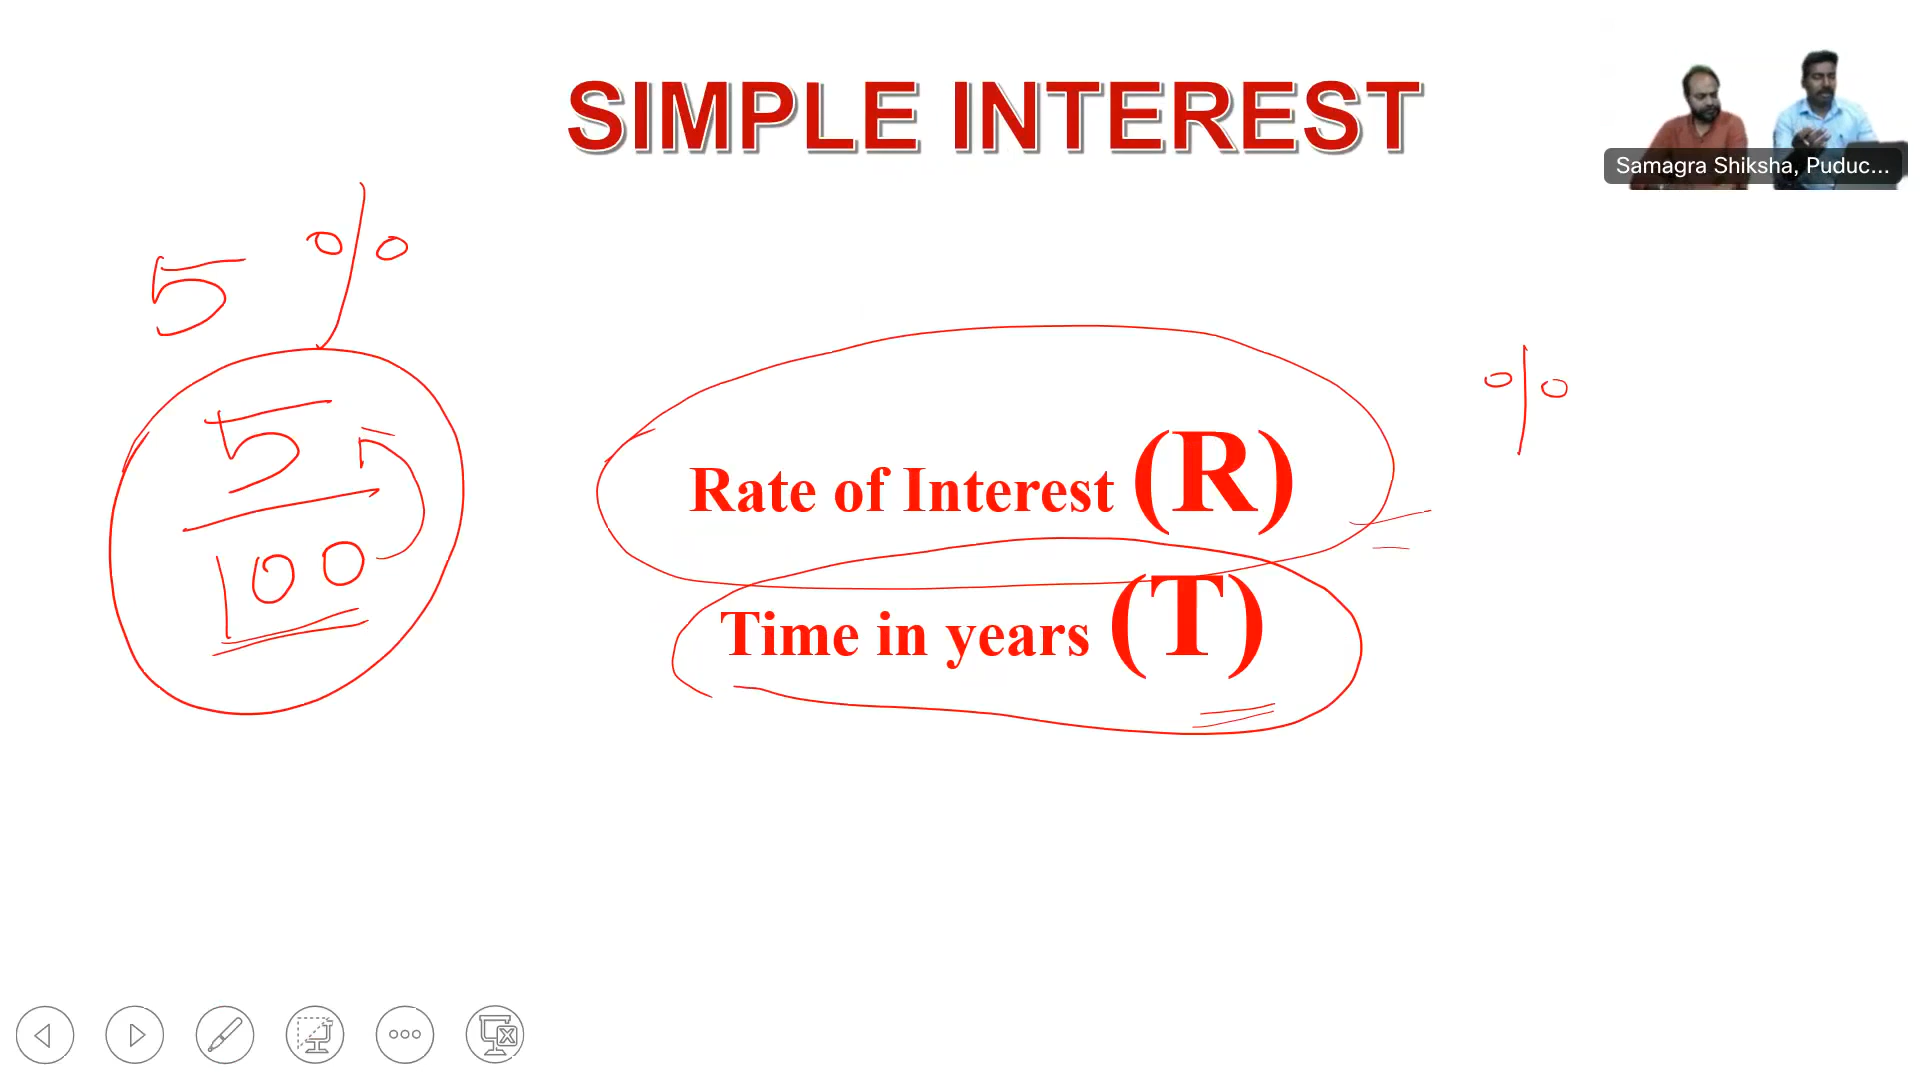 SIMPLE INTEREST
Samagra Shiksha, Puduc...
5 %
5
100
%
Rate of Interest (R)
Time in years (T)